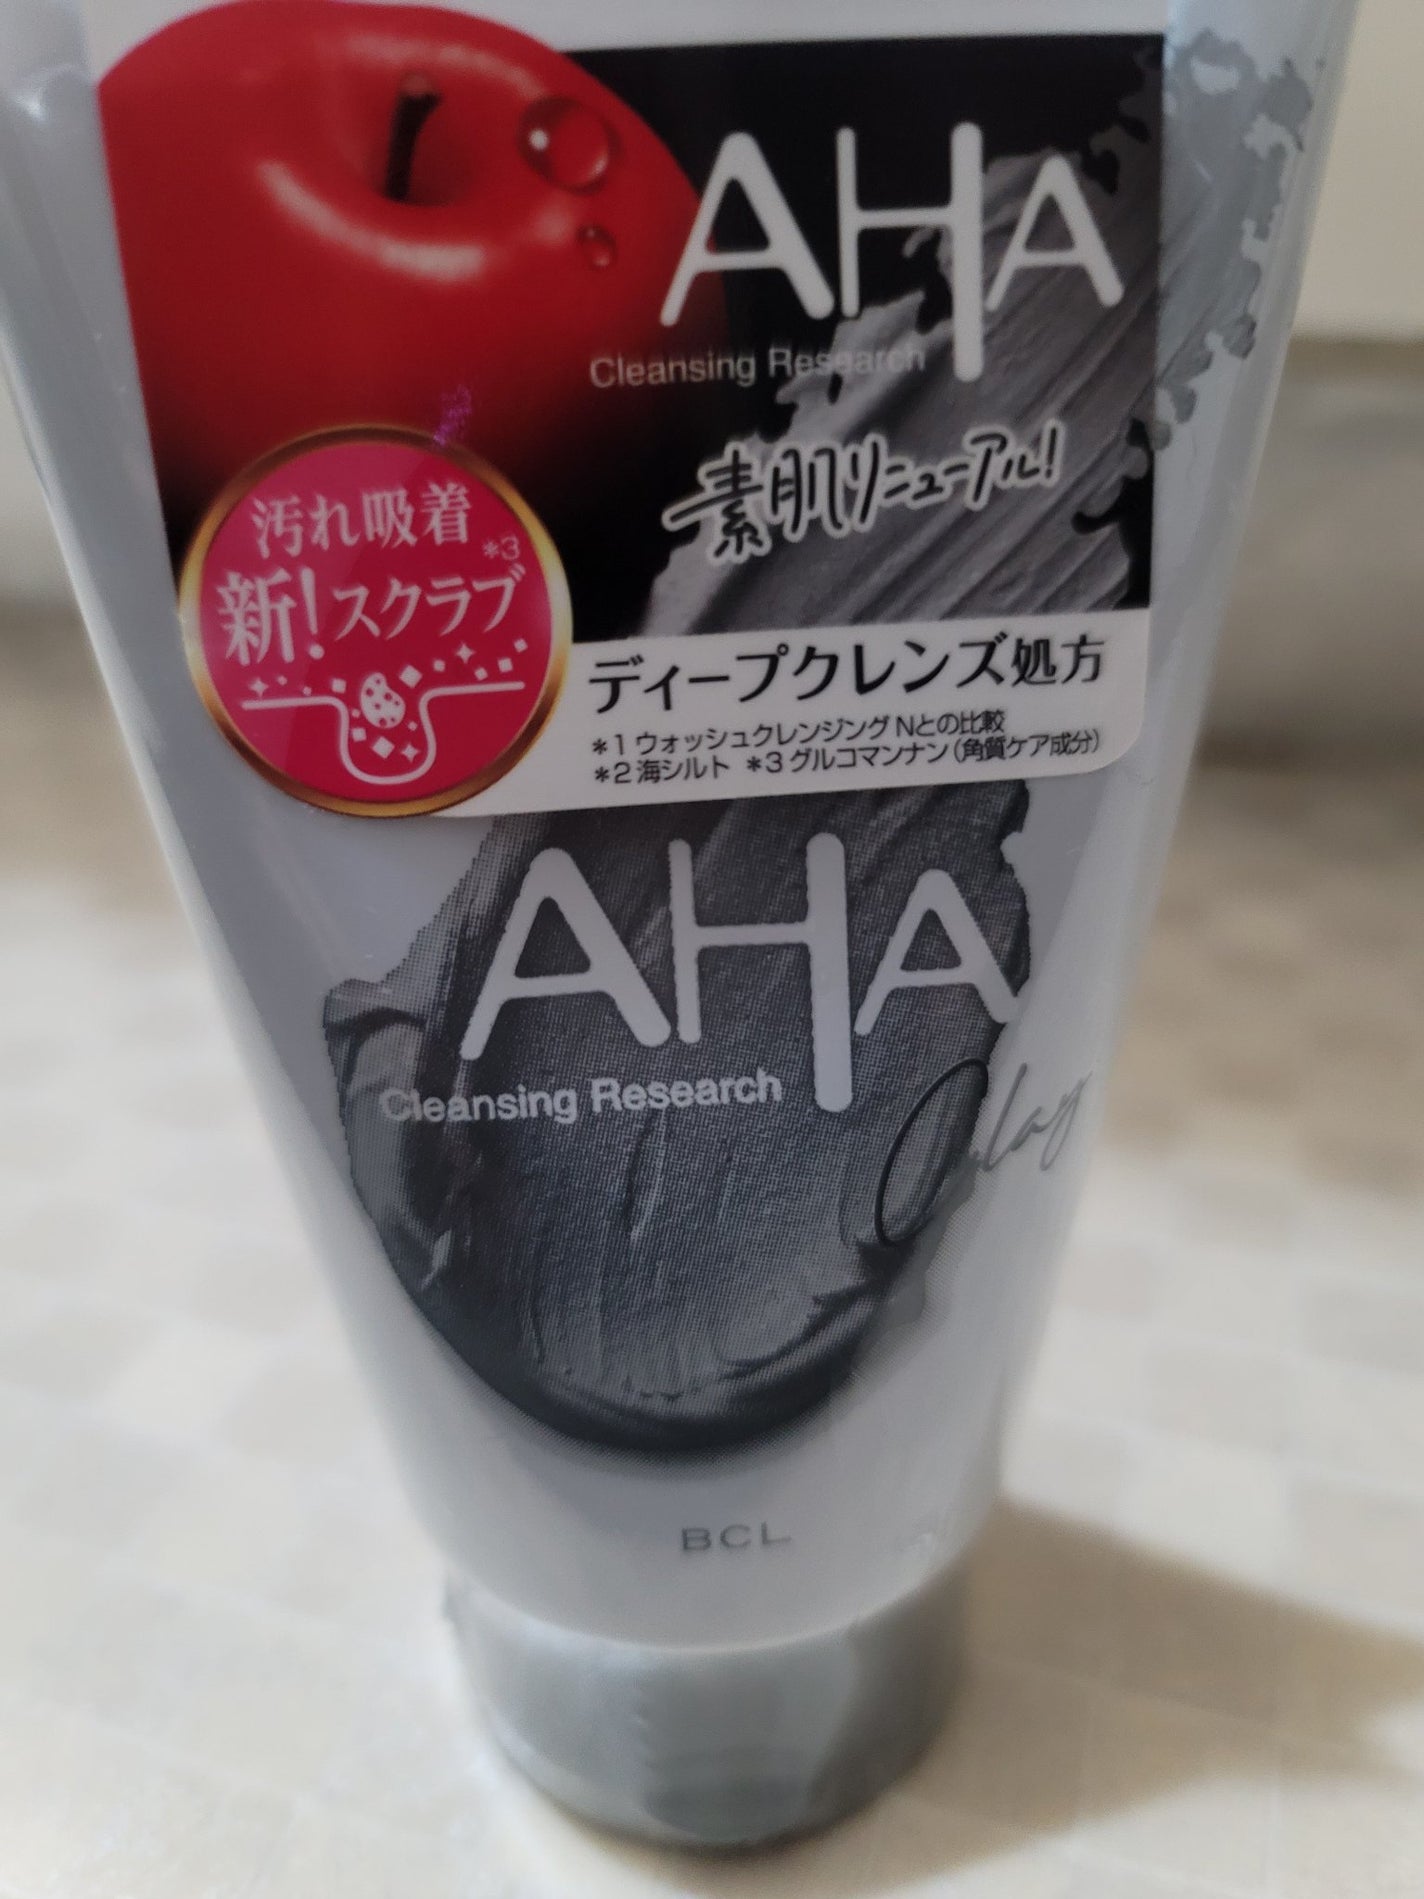 AHA
Cleansing Research
素肌リニューアル!
汚れ吸着
新!スクラブ*3
ディープクレンズ処方
*1 ウォッシュクレンジング Nとの比較
*2 海シルト *3 グルコマンナン(角質ケア成分)
AHA
Cleansing Research
Clay
BCL